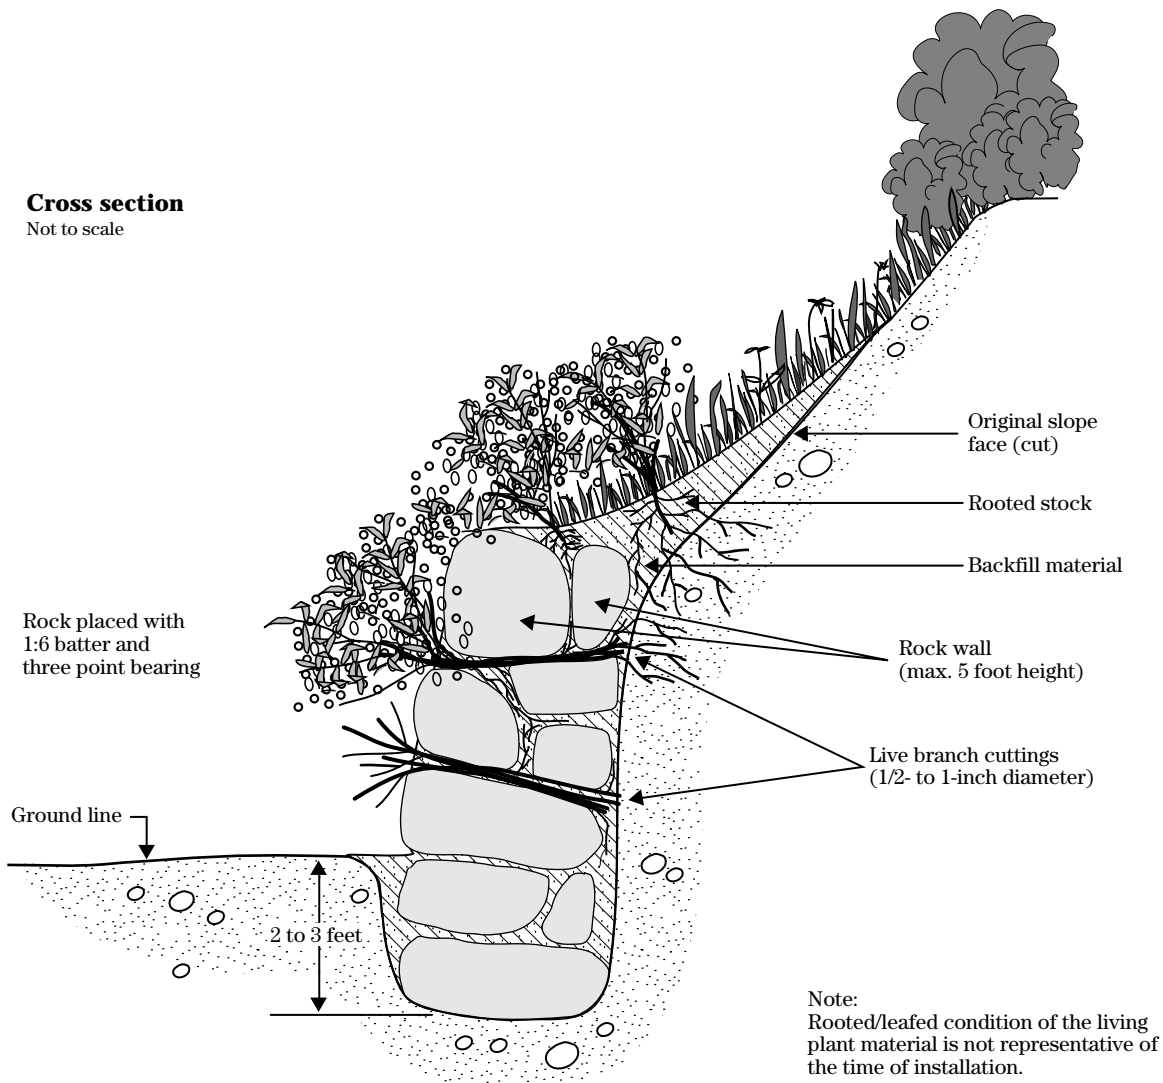 Cross section
Not to scale
Original slope
face (cut)
Rooted stock
Backfill material
Rock placed with
1:6 batter and
three point bearing
Rock wall
(max. 5 foot height)
Live branch cuttings
(1/2- to 1-inch diameter)
Ground line
2 to 3 feet
Note:
Rooted/leafed condition of the living
plant material is not representative of
the time of installation.